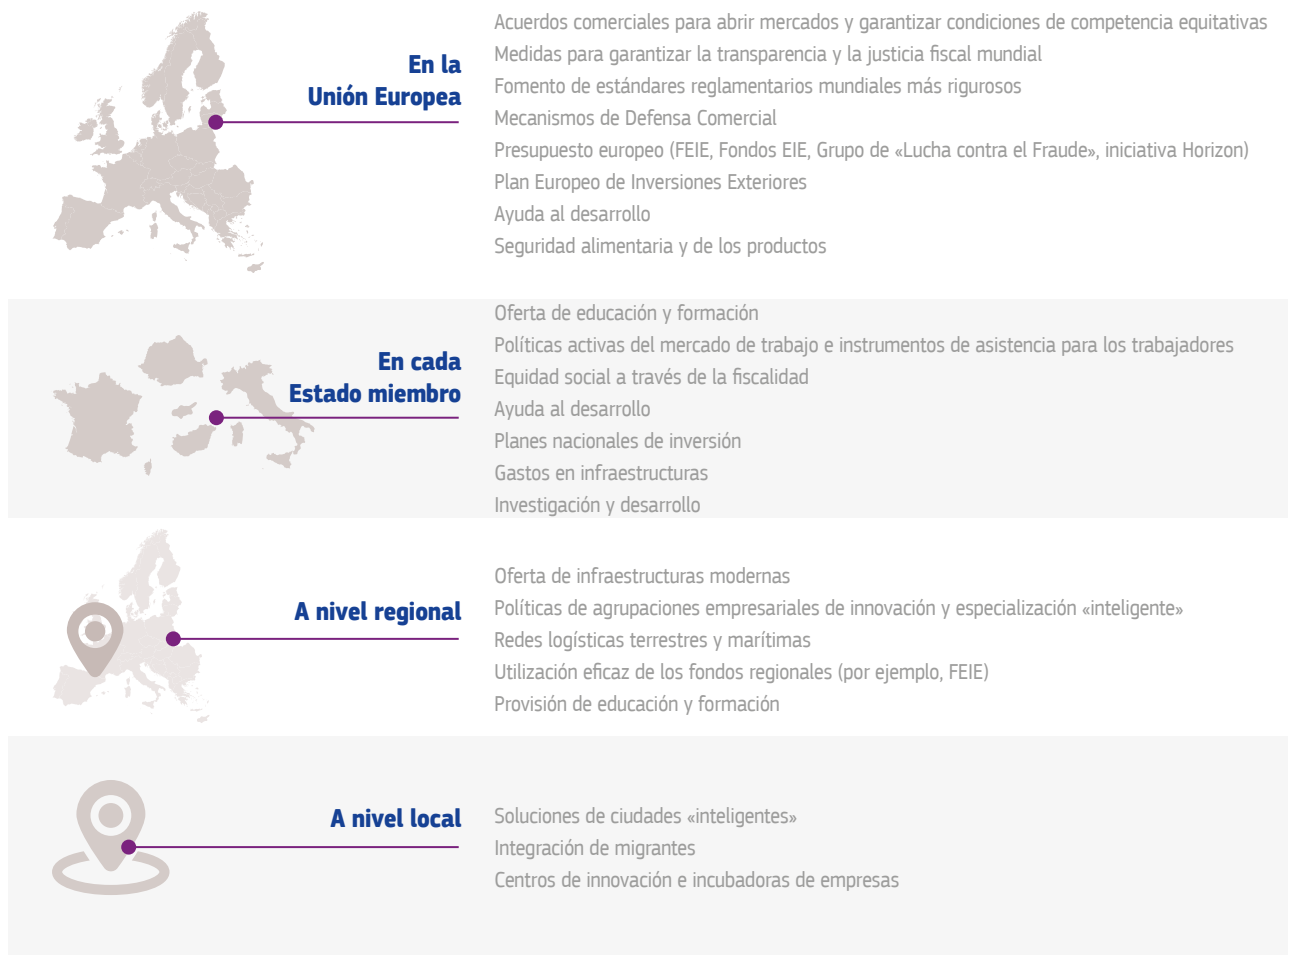 En la
Unión Europea
Acuerdos comerciales para abrir mercados y garantizar condiciones de competencia equitativas
Medidas para garantizar la transparencia y la justicia fiscal mundial
Fomento de estándares reglamentarios mundiales más rigurosos
Mecanismos de Defensa Comercial
Presupuesto europeo (FEIE, Fondos EIE, Grupo de «Lucha contra el Fraude», iniciativa Horizon)
Plan Europeo de Inversiones Exteriores
Ayuda al desarrollo
Seguridad alimentaria y de los productos
En cada
Estado miembro
Oferta de educación y formación
Políticas activas del mercado de trabajo e instrumentos de asistencia para los trabajadores
Equidad social a través de la fiscalidad
Ayuda al desarrollo
Planes nacionales de inversión
Gastos en infraestructuras
Investigación y desarrollo
A nivel regional
Oferta de infraestructuras modernas
Políticas de agrupaciones empresariales de innovación y especialización «inteligente»
Redes logísticas terrestres y marítimas
Utilización eficaz de los fondos regionales (por ejemplo, FEIE)
Provisión de educación y formación
A nivel local
Soluciones de ciudades «inteligentes»
Integración de migrantes
Centros de innovación e incubadoras de empresas